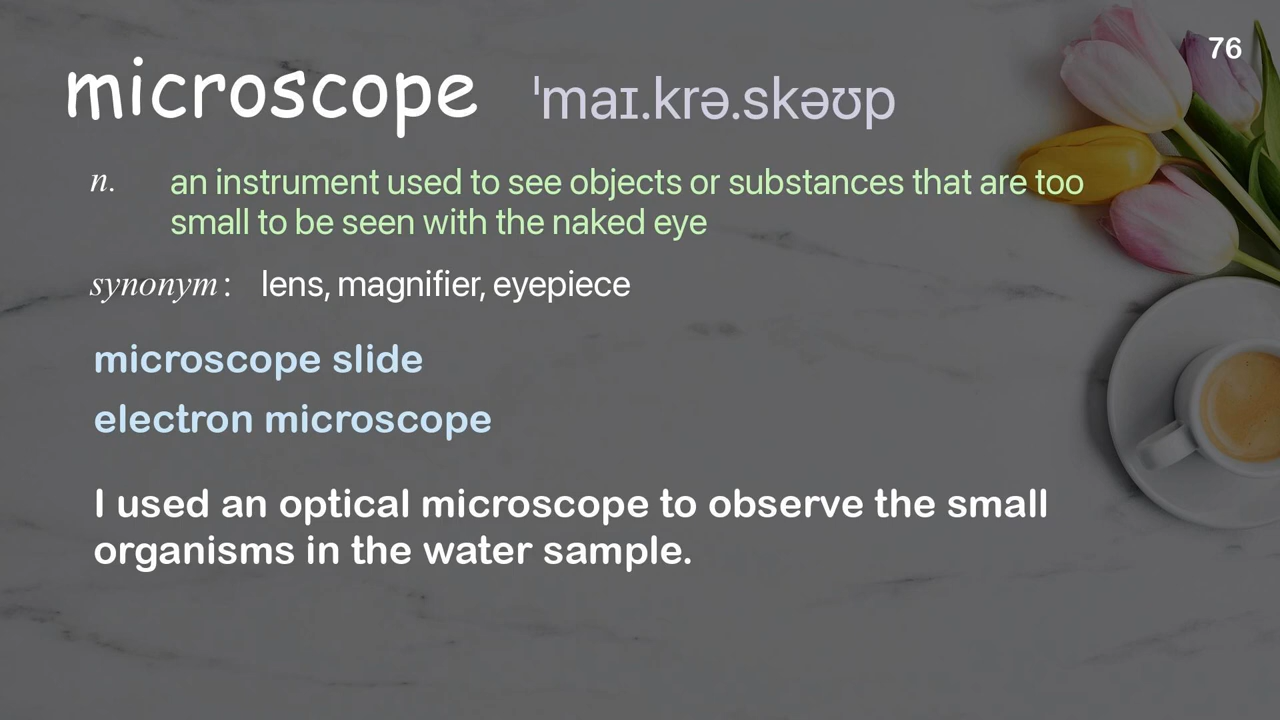 76
microscope ˈmaɪ.krə.skəʊp
n. an instrument used to see objects or substances that are too
small to be seen with the naked eye
synonym: lens, magnifier, eyepiece
microscope slide
electron microscope
I used an optical microscope to observe the small
organisms in the water sample.